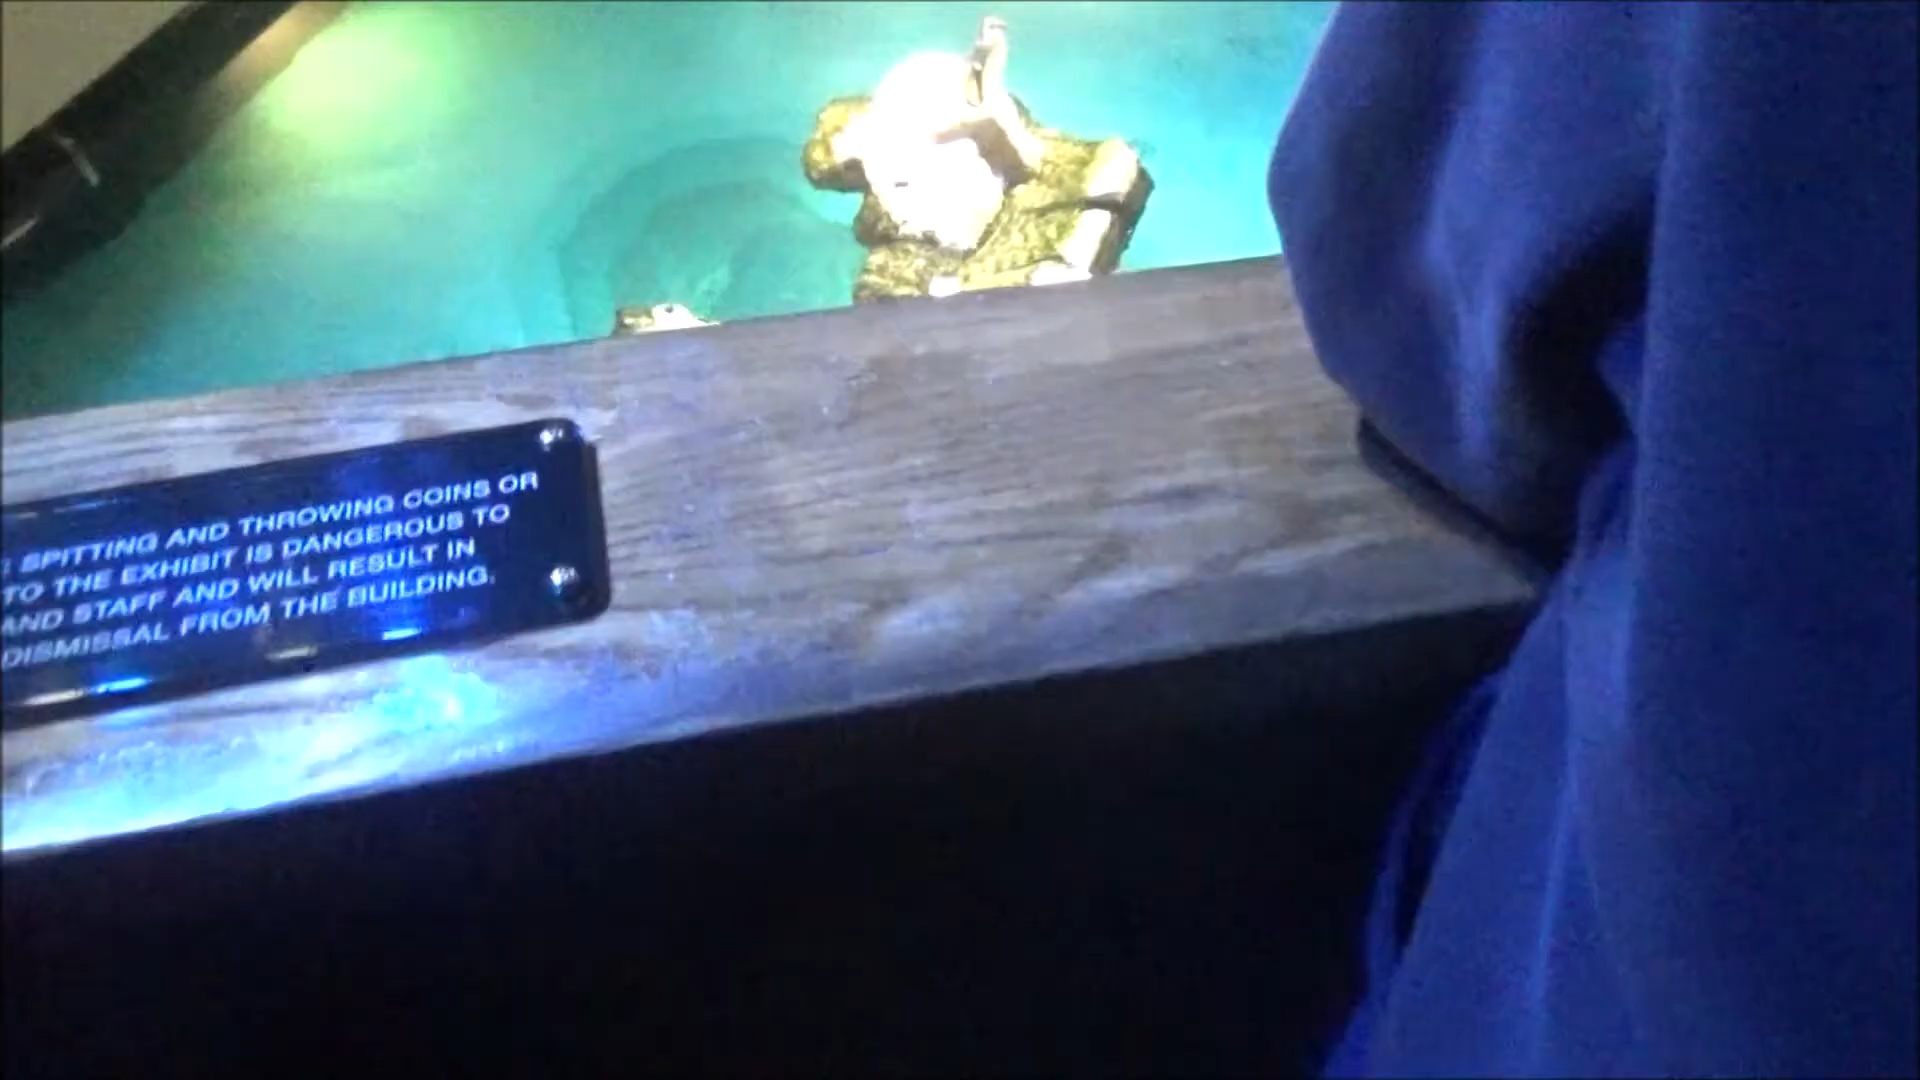 SPITTING AND THROWING COINS OR
TO THE EXHIBIT IS DANGEROUS TO
AND STAFF AND WILL RESULT IN
DISMISSAL FROM THE BUILDING.